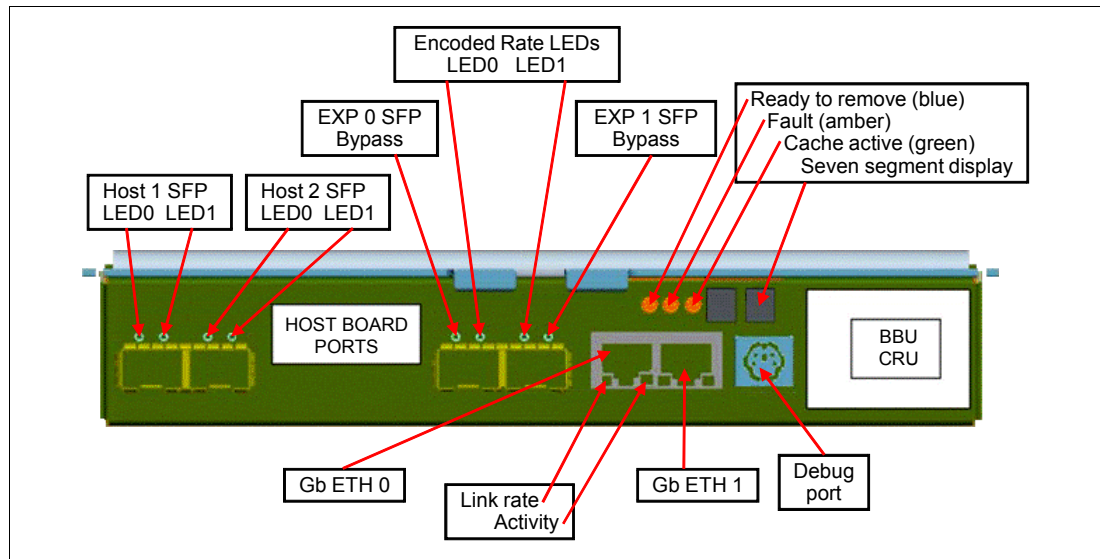 Encoded Rate LEDs
LED0 LED1
EXP 0 SFP
Bypass
EXP 1 SFP
Bypass
Ready to remove (blue)
Fault (amber)
Cache active (green)
Seven segment display
Host 1 SFP
LED0 LED1
Host 2 SFP
LED0 LED1
HOST BOARD
PORTS
BBU
CRU
Gb ETH 0
Link rate
Activity
Gb ETH 1
Debug
port